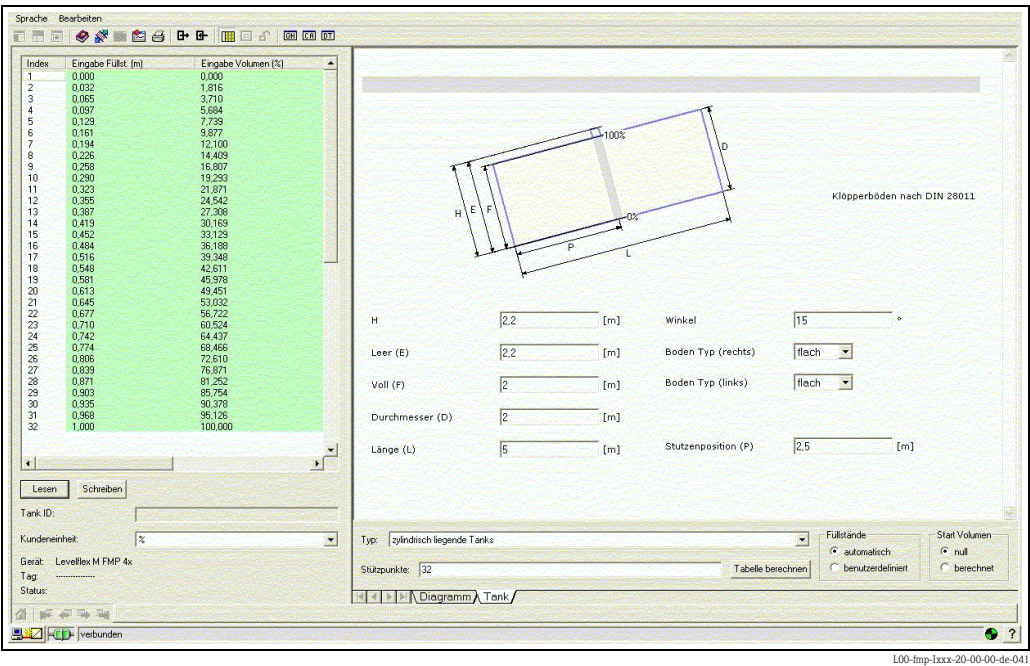 Sprache Bearbeiten
Index Eingabe Füllst. (m) Eingabe Volumen (%)
1 0,000 0,000
2 0,032 1,816
3 0,065 3,710
4 0,097 5,684
5 0,129 7,739
6 0,161 9,877
7 0,194 12,100
8 0,226 14,409
9 0,258 16,807
10 0,290 19,293
11 0,323 21,871
12 0,355 24,542
13 0,387 27,308
14 0,419 30,169
15 0,452 33,129
16 0,484 36,188
17 0,516 39,348
18 0,548 42,611
19 0,581 45,978
20 0,613 49,451
21 0,645 53,032
22 0,677 56,722
23 0,710 60,524
24 0,742 64,437
25 0,774 68,466
26 0,806 72,610
27 0,839 76,871
28 0,871 81,252
29 0,903 85,754
30 0,935 90,378
31 0,968 95,126
32 1,000 100,000
Lesen Schreiben
Tank ID:
Kundeneinheit: %
Gerät: Levelflex M FMP 4x
Tag: ---------------
Status:
100%
D
H E F
0%
P
L
Klöpperböden nach DIN 28011
H 2,2 [m] Winkel 15 °
Leer (E) 2,2 [m] Boden Typ (rechts) flach
Voll (F) 2 [m] Boden Typ (links) flach
Durchmesser (D) 2 [m]
Länge (L) 5 [m] Stutzenposition (P) 2,5 [m]
Typ: zylindrisch liegende Tanks
Stützpunkte: 32 Tabelle berechnen
Füllstände
automatisch
benutzerdefiniert
Start Volumen
null
berechnet
Diagramm Tank
verbunden
L00-fmp-Ixxx-20-00-00-de-041